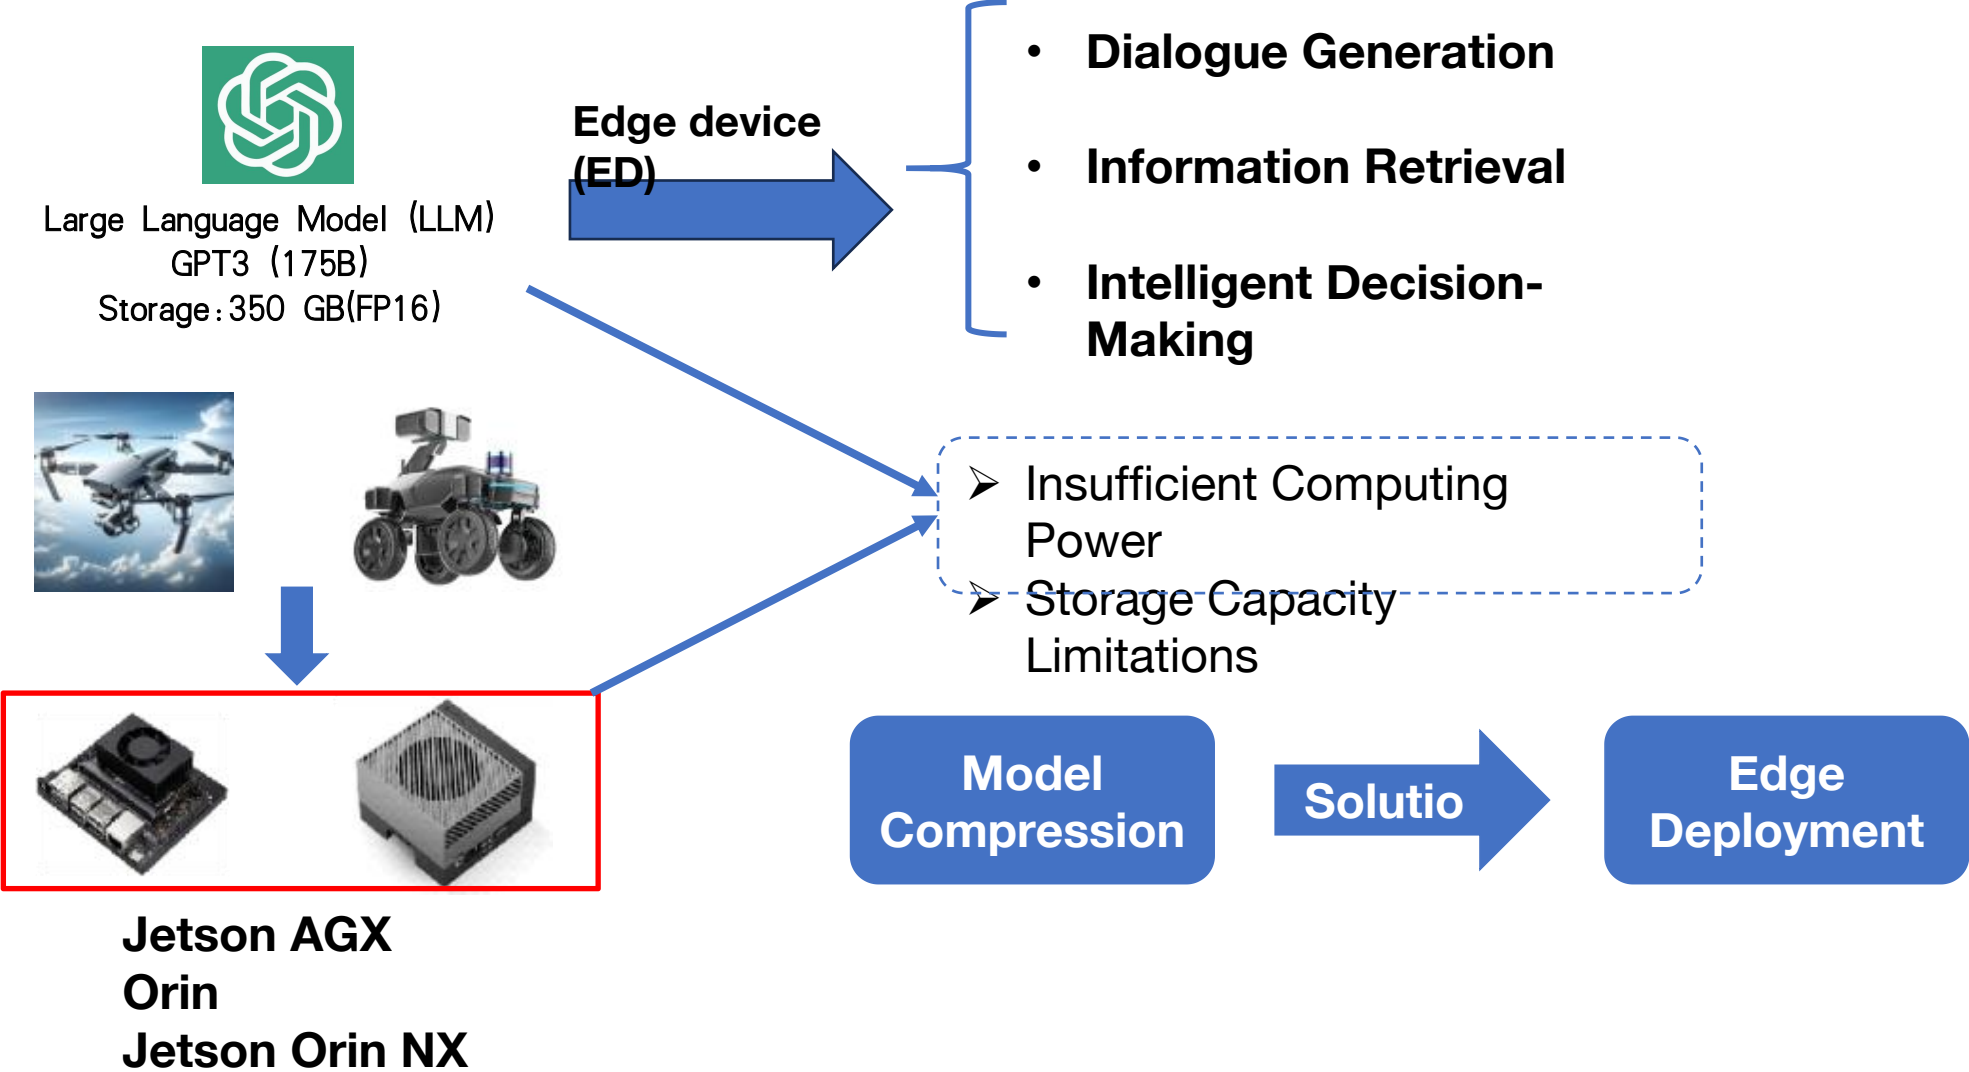 Edge device
(ED)
• Dialogue Generation
• Information Retrieval
• Intelligent Decision-
Making
Large Language Model (LLM)
GPT3 (175B)
Storage:350 GB(FP16)
➢ Insufficient Computing
Power
➢ Storage Capacity
Limitations
Model
Compression
Solutio
Edge
Deployment
Jetson AGX
Orin
Jetson Orin NX